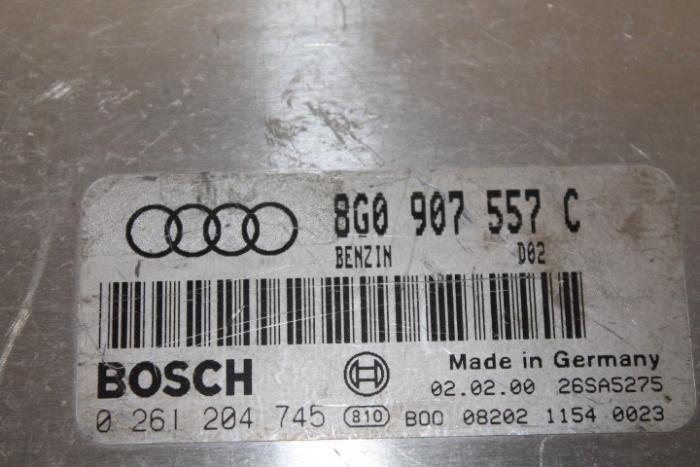 8G0 907 557 C
BENZIN D02
BOSCH
Made in Germany
02.02.00 26SA5275
0 261 204 745 810 B00 08202 1154 0023